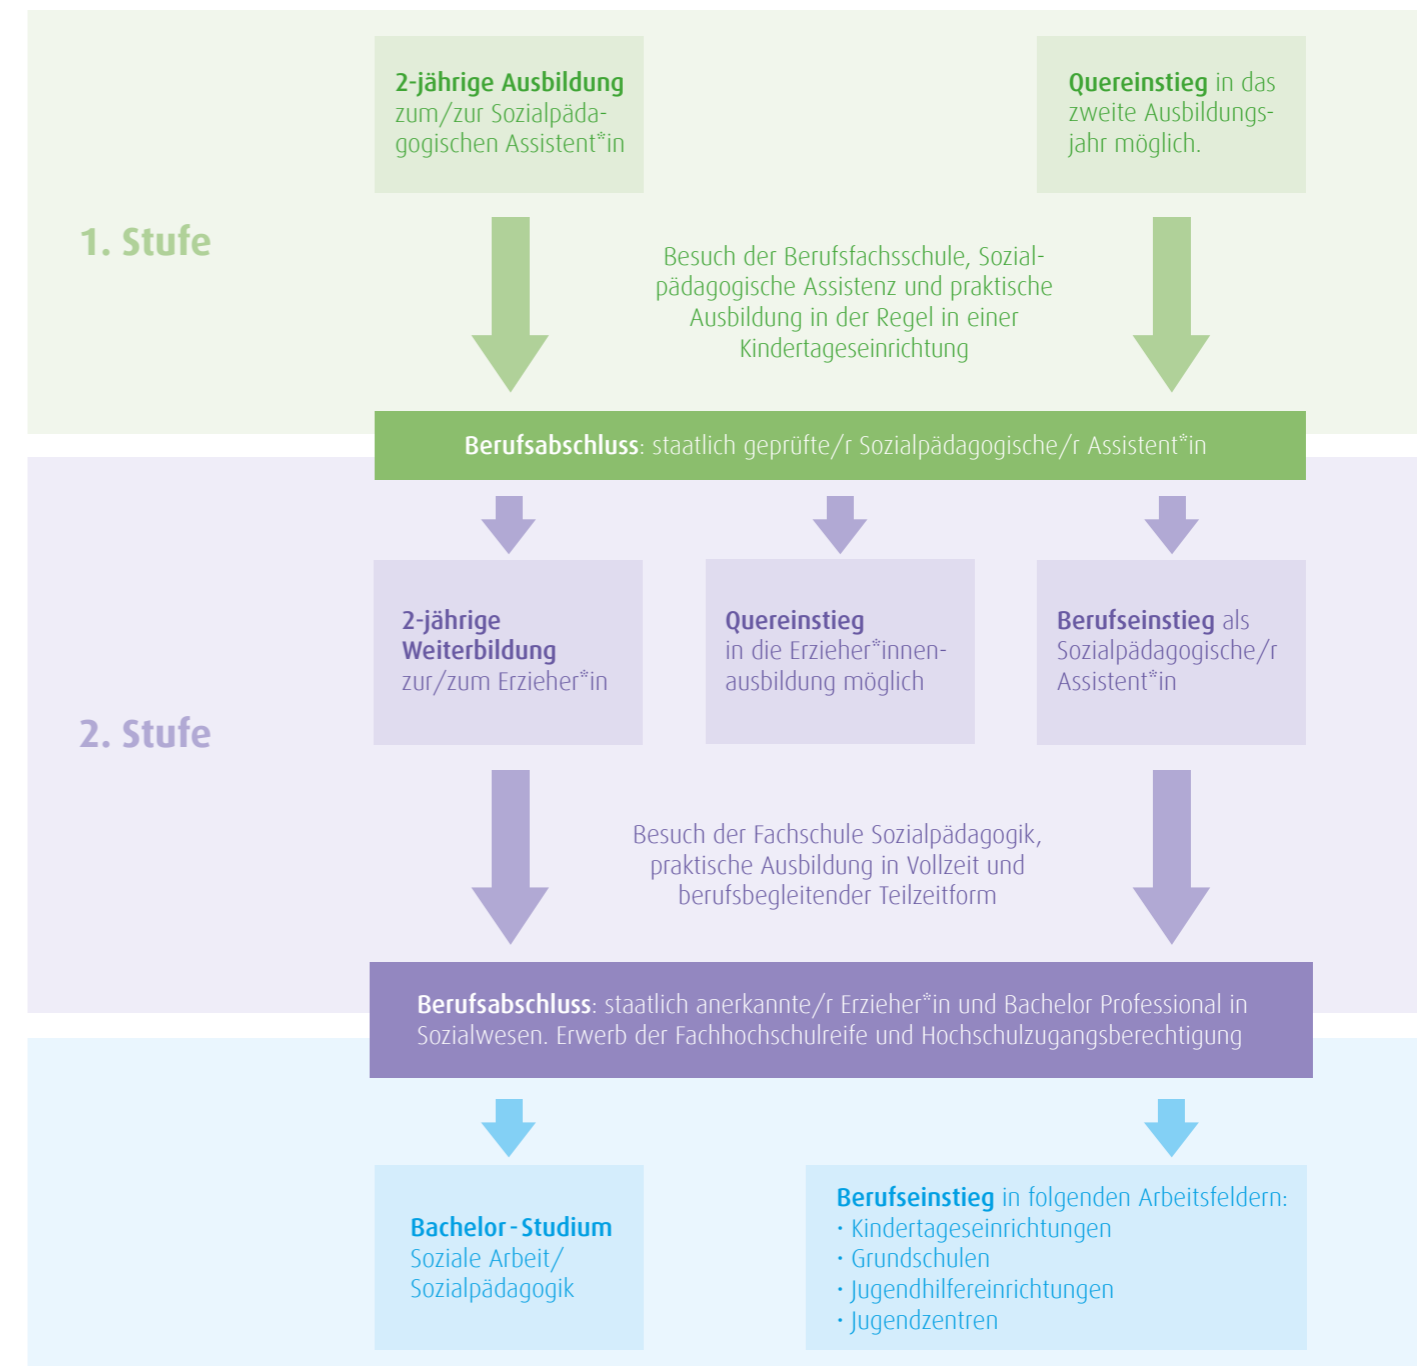 2-jährige Ausbildung
zum/zur Sozialpäda-
gogischen Assistent*in
Quereinstieg in das
zweite Ausbildungs-
jahr möglich.
1. Stufe
Besuch der Berufsfachsschule, Sozial-
pädagogische Assistenz und praktische
Ausbildung in der Regel in einer
Kindertageseinrichtung
Berufsabschluss: staatlich geprüfte/r Sozialpädagogische/r Assistent*in
2-jährige
Weiterbildung
zur/zum Erzieher*in
Quereinstieg
in die Erzieher*innen-
ausbildung möglich
Berufseinstieg als
Sozialpädagogische/r
Assistent*in
2. Stufe
Besuch der Fachschule Sozialpädagogik,
praktische Ausbildung in Vollzeit und
berufsbegleitender Teilzeitform
Berufsabschluss: staatlich anerkannte/r Erzieher*in und Bachelor Professional in
Sozialwesen. Erwerb der Fachhochschulreife und Hochschulzugangsberechtigung
Bachelor-Studium
Soziale Arbeit/
Sozialpädagogik
Berufseinstieg in folgenden Arbeitsfeldern:
· Kindertageseinrichtungen
· Grundschulen
· Jugendhilfereinrichtungen
· Jugendzentren